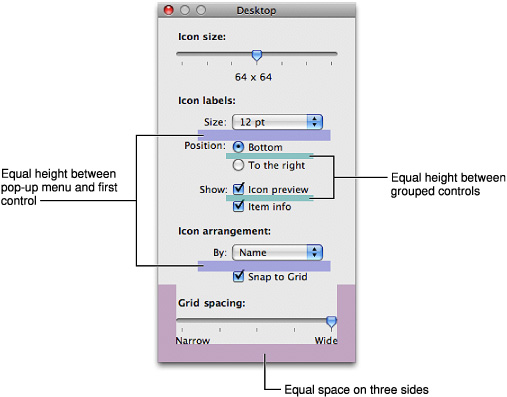 Desktop
Icon size:
64 x 64
Icon labels:
Size: 12 pt
Position: Bottom
To the right
Show: Icon preview
Item info
Icon arrangement:
By: Name
Snap to Grid
Grid spacing:
Narrow Wide
Equal height between
pop-up menu and first
control
Equal height between
grouped controls
Equal space on three sides